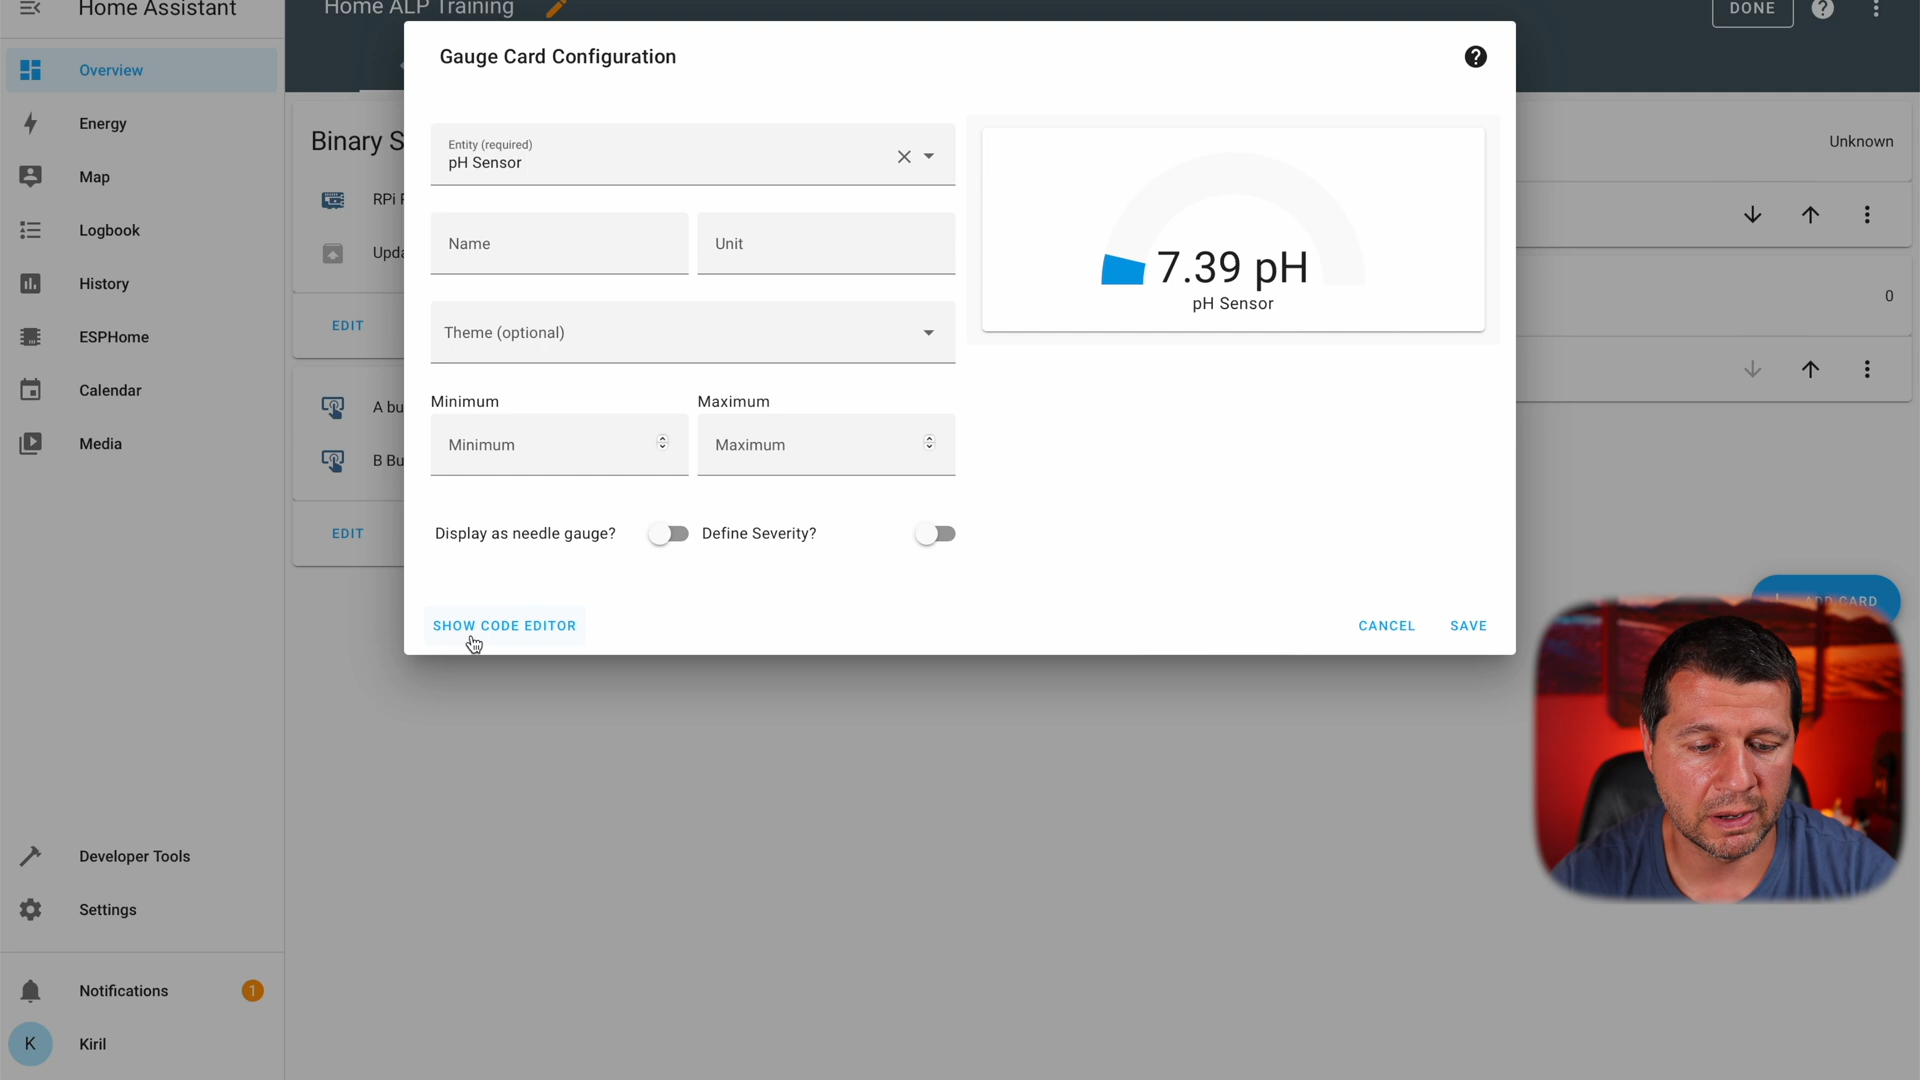 Home Assistant
Overview
Energy
Map
Logbook
History
ESPHome
Calendar
Media
Developer Tools
Settings
Notifications
1
K
Kiril
Home ALP Training
DONE
Binary S
RPi
Upda
EDIT
A bu
B Bu
EDIT
Gauge Card Configuration
Entity (required)
pH Sensor
Name
Unit
Theme (optional)
Minimum
Maximum
Minimum
Maximum
Display as needle gauge?
Define Severity?
SHOW CODE EDITOR
CANCEL
SAVE
7.39 pH
pH Sensor
Unknown
0
ADD CARD